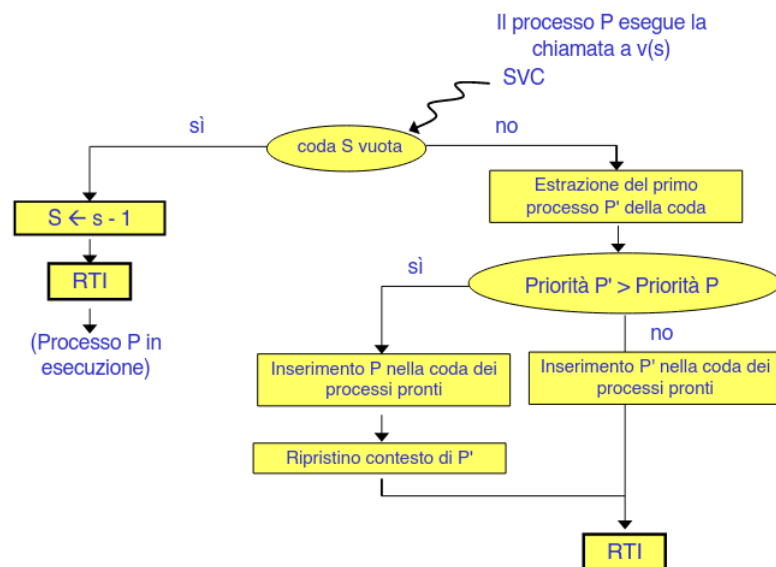 Il processo P esegue la
chiamata a v(s)
SVC
sì
no
coda S vuota
Estrazione del primo
processo P' della coda
S ← s - 1
RTI
(Processo P in
esecuzione)
Priorità P' > Priorità P
sì
no
Inserimento P nella coda dei
processi pronti
Inserimento P' nella coda dei
processi pronti
Ripristino contesto di P'
RTI